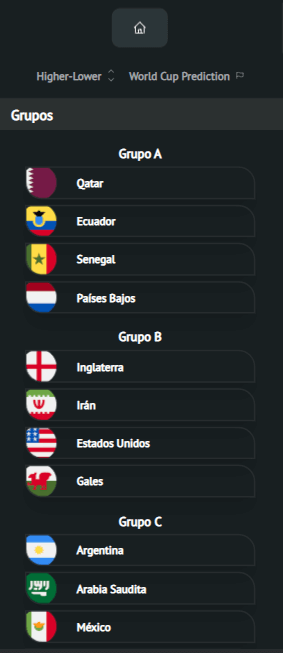 Higher-Lower World Cup Prediction
Grupos
Grupo A
Qatar
Ecuador
Senegal
Países Bajos
Grupo B
Inglaterra
Irán
Estados Unidos
Gales
Grupo C
Argentina
Arabia Saudita
México